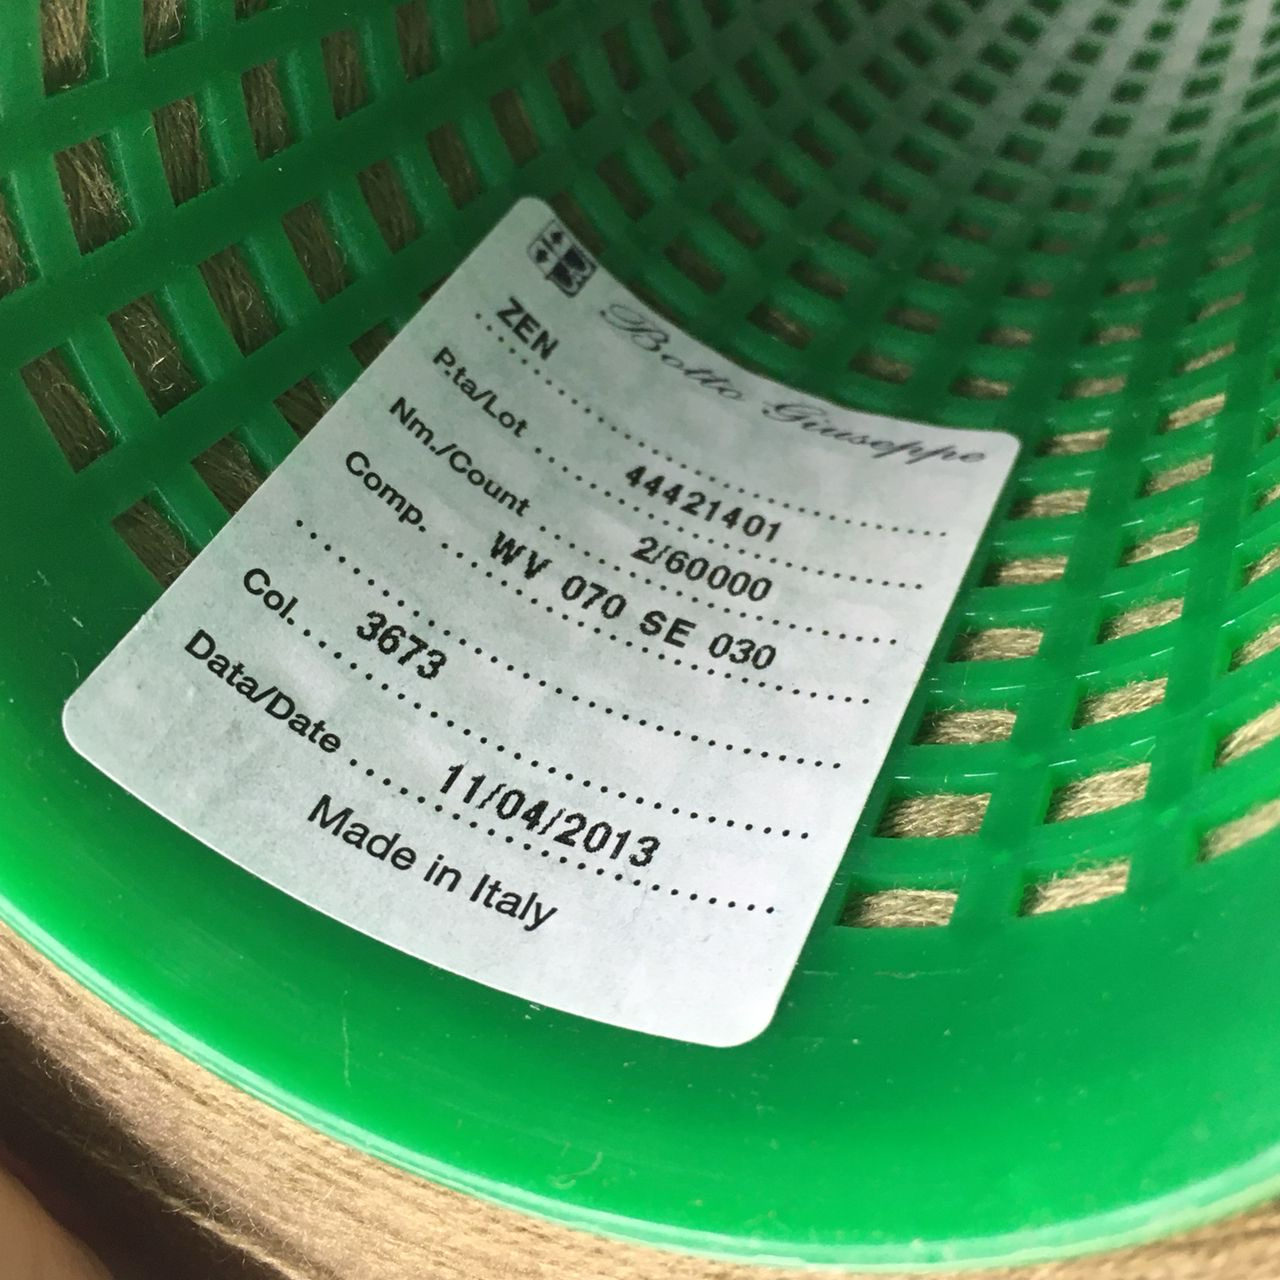 Botto Giuseppe
ZEN
P.ta/Lot 44421401
Nm./Count 2/60000
Comp. WV 070 SE 030
Col. 3673
Data/Date 11/04/2013
Made in Italy